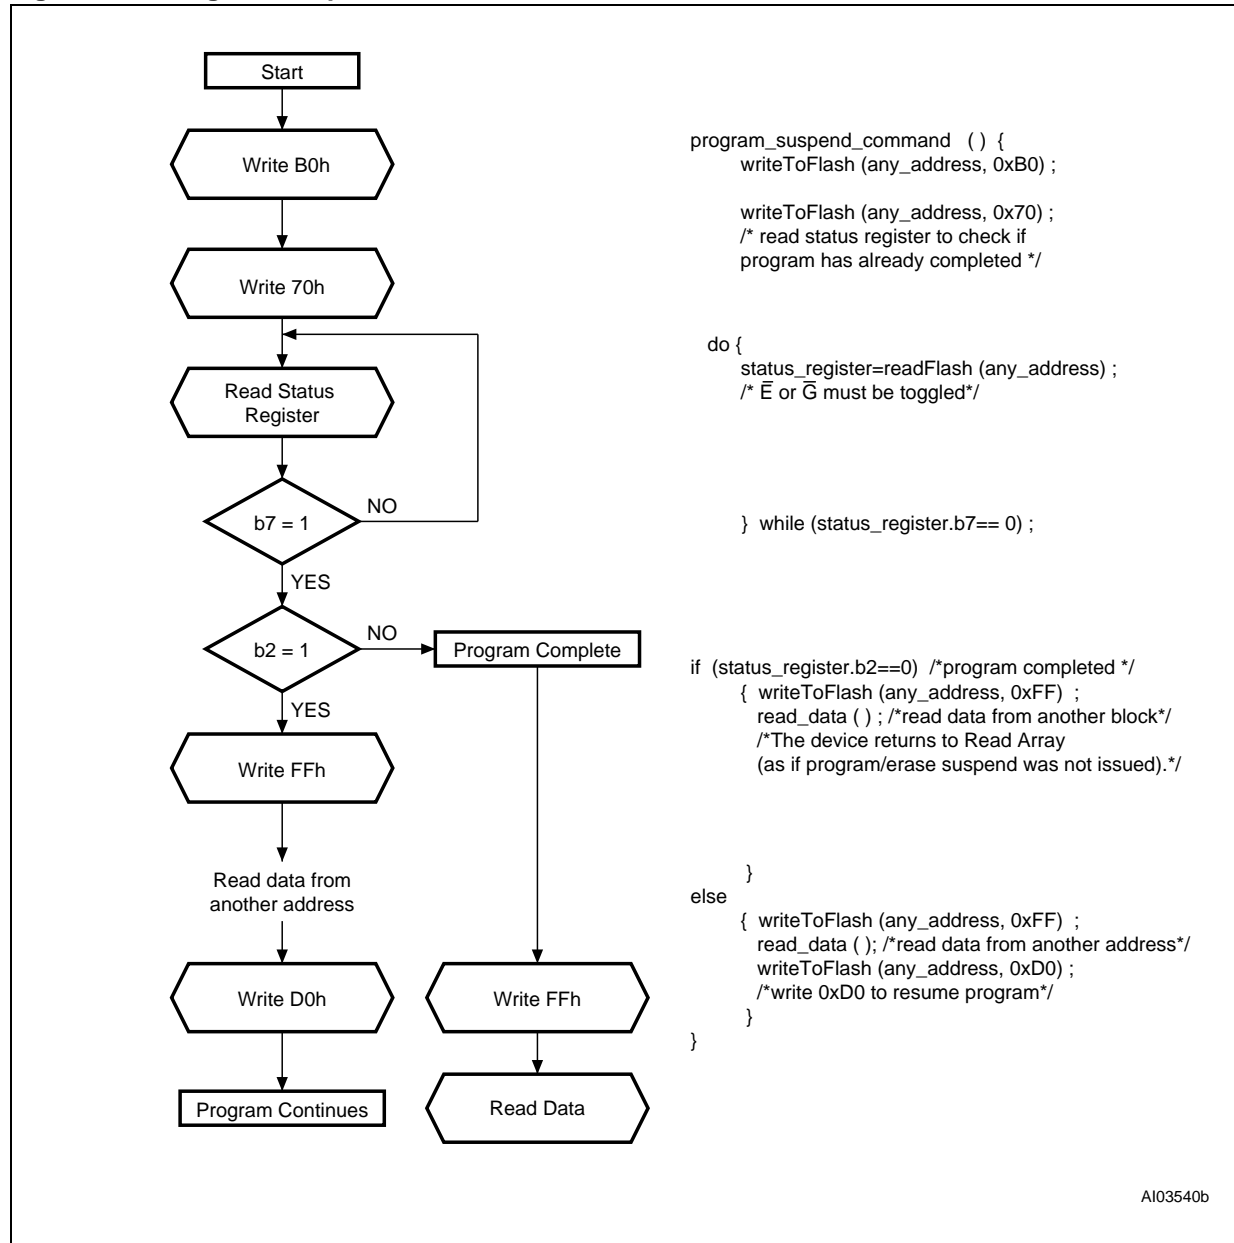 Start
Write B0h
Write 70h
Read Status
Register
NO
b7 = 1
YES
NO
b2 = 1
Program Complete
YES
Write FFh
Read data from
another address
Write D0h
Write FFh
Program Continues
Read Data
program_suspend_command ( ) {
writeToFlash (any_address, 0xB0) ;
writeToFlash (any_address, 0x70) ;
/* read status register to check if
program has already completed */
do {
status_register=readFlash (any_address) ;
/* E̅ or G̅ must be toggled*/
} while (status_register.b7== 0) ;
if (status_register.b2==0) /*program completed */
{ writeToFlash (any_address, 0xFF) ;
read_data ( ) ; /*read data from another block*/
/*The device returns to Read Array
(as if program/erase suspend was not issued).*/
}
else
{ writeToFlash (any_address, 0xFF) ;
read_data ( ); /*read data from another address*/
writeToFlash (any_address, 0xD0) ;
/*write 0xD0 to resume program*/
}
}
AI03540b